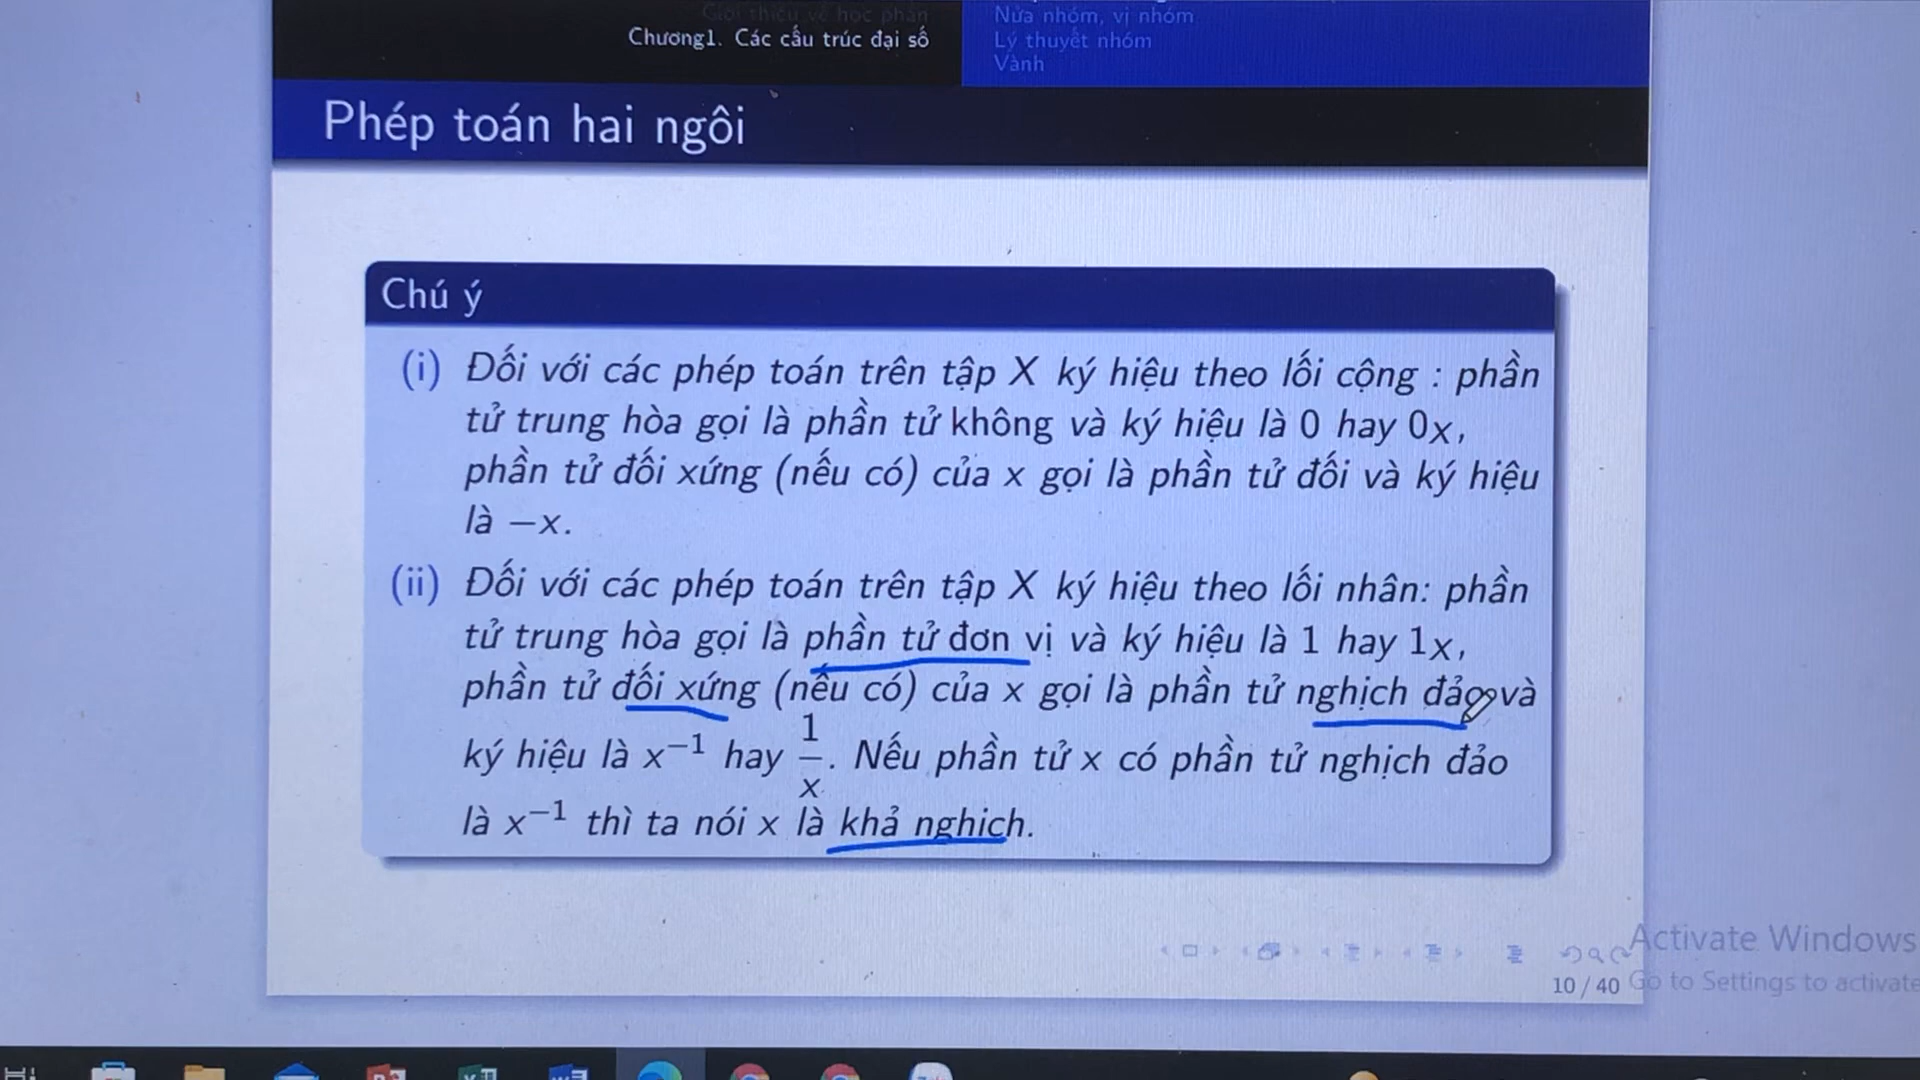 Giới thiệu về học phần
Chương1. Các cấu trúc đại số
Nửa nhóm, vị nhóm
Lý thuyết nhóm
Vành
Phép toán hai ngôi
Chú ý
(i) Đối với các phép toán trên tập X ký hiệu theo lối cộng : phần
tử trung hòa gọi là phần tử không và ký hiệu là 0 hay 0x,
phần tử đối xứng (nếu có) của x gọi là phần tử đối và ký hiệu
là −x.
(ii) Đối với các phép toán trên tập X ký hiệu theo lối nhân: phần
tử trung hòa gọi là phần tử đơn vị và ký hiệu là 1 hay 1x,
phần tử đối xứng (nếu có) của x gọi là phần tử nghịch đảo và
ký hiệu là x⁻¹ hay 1/x. Nếu phần tử x có phần tử nghịch đảo
là x⁻¹ thì ta nói x là khả nghịch.
10 / 40
Activate Windows
Go to Settings to activate